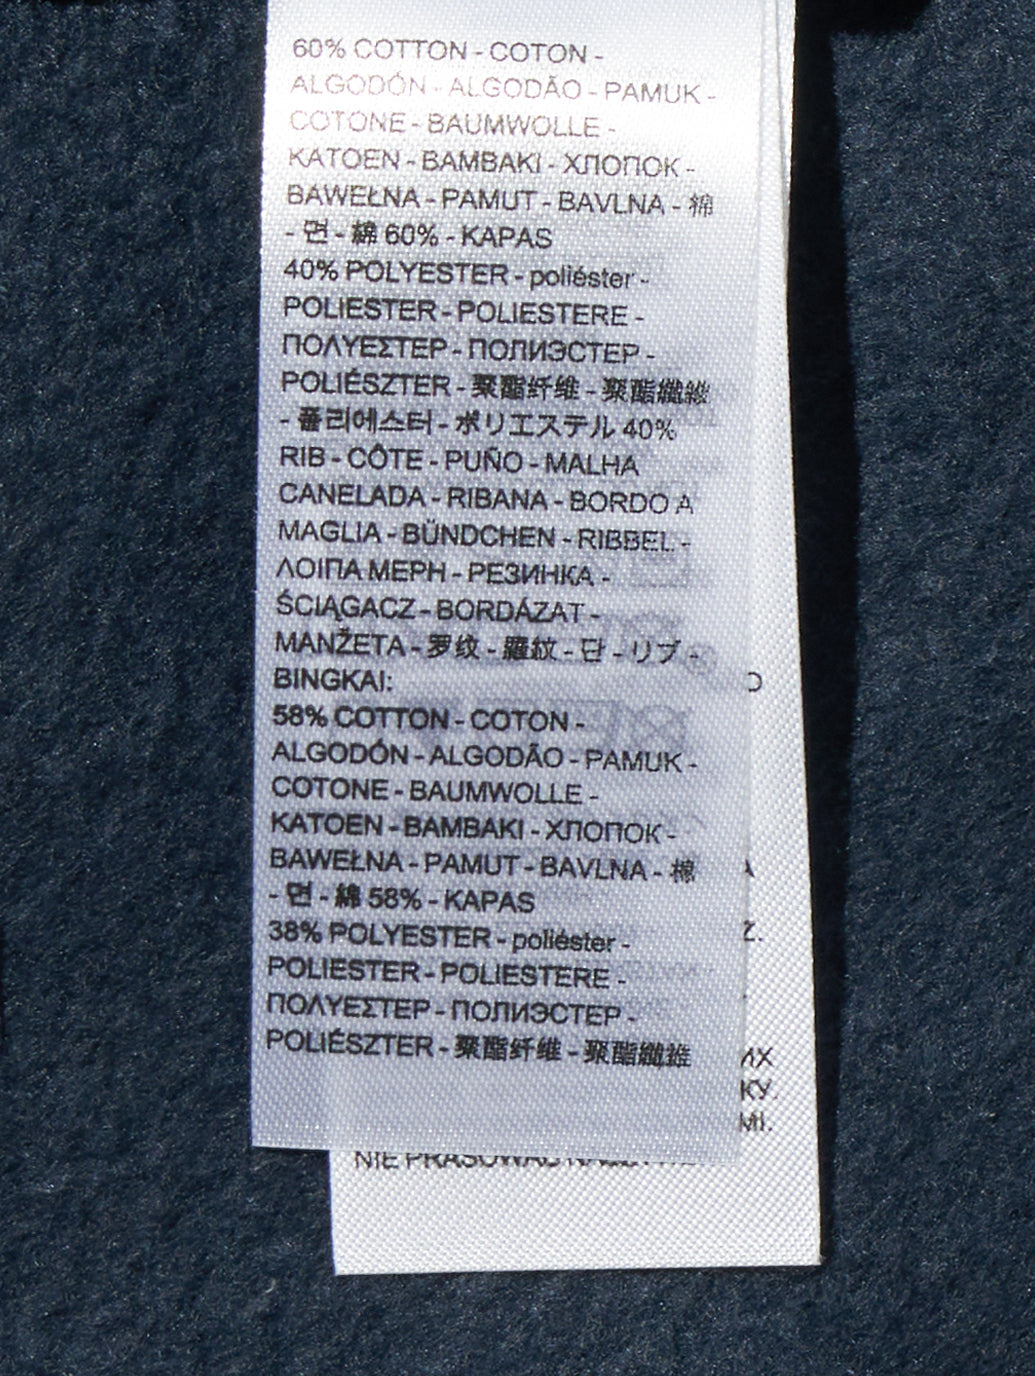 60% COTTON - COTON -
ALGODÓN - ALGODÃO - PAMUK -
COTONE - BAUMWOLLE -
KATOEN - BAMBAKI - ХЛОПОК -
BAWEŁNA - PAMUT - BAVLNA - 棉
- 면 - 綿 60% - KAPAS
40% POLYESTER - poliéster -
POLIESTER - POLIESTERE -
ΠΟΛΥΕΣΤΕΡ - ПОЛИЭСТЕР -
POLIÉSZTER - 聚酯纤维 - 聚酯纖維
- 폴리에스터 - ポリエステル 40%
RIB - CÔTE - PUÑO - MALHA
CANELADA - RIBANA - BORDO A
MAGLIA - BÜNDCHEN - RIBBEL -
ΛΟΙΠΑ ΜΕΡΗ - РЕЗИНКА -
ŚCIĄGACZ - BORDÁZAT -
MANŽETA - 罗纹 - 羅紋 - 단 - リブ -
BINGKAI:
58% COTTON - COTON -
ALGODÓN - ALGODÃO - PAMUK -
COTONE - BAUMWOLLE -
KATOEN - BAMBAKI - ХЛОПОК -
BAWEŁNA - PAMUT - BAVLNA - 棉
- 면 - 綿 58% - KAPAS
38% POLYESTER - poliéster -
POLIESTER - POLIESTERE -
ΠΟΛΥΕΣΤΕΡ - ПОЛИЭСТЕР -
POLIÉSZTER - 聚酯纤维 - 聚酯纖維
NIE PRASOWAĆ